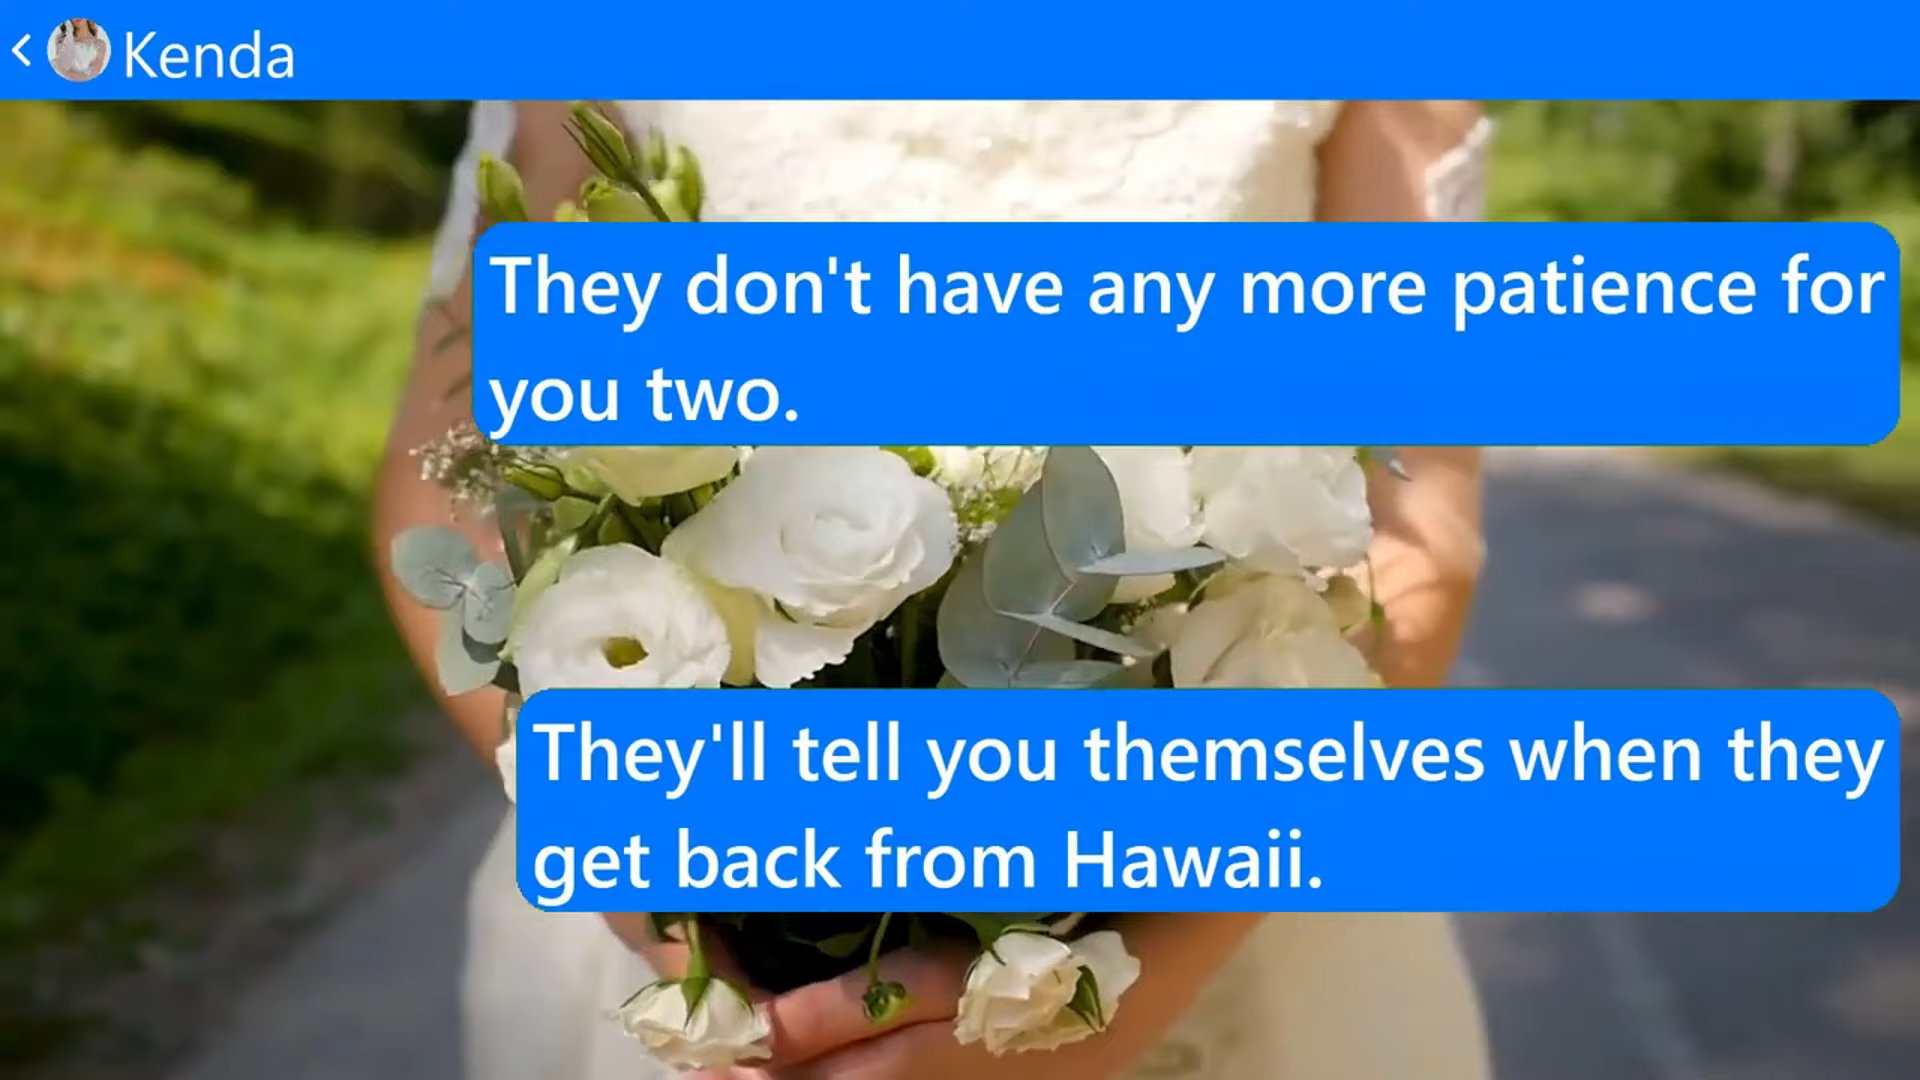 Kenda
They don't have any more patience for
you two.
They'll tell you themselves when they
get back from Hawaii.